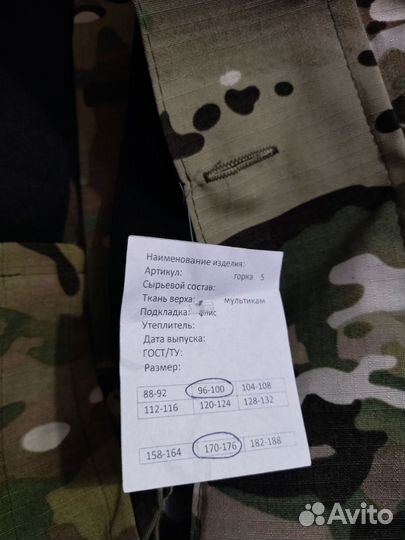 Наименование изделия:
Артикул: горка 5
Сырьевой состав:
Ткань верха: мультикам
Подкладка: флис
Утеплитель:
Дата выпуска:
ГОСТ/ТУ:
Размер:
88-92 96-100 104-108
112-116 120-124 128-132
158-164 170-176 182-188
Avito